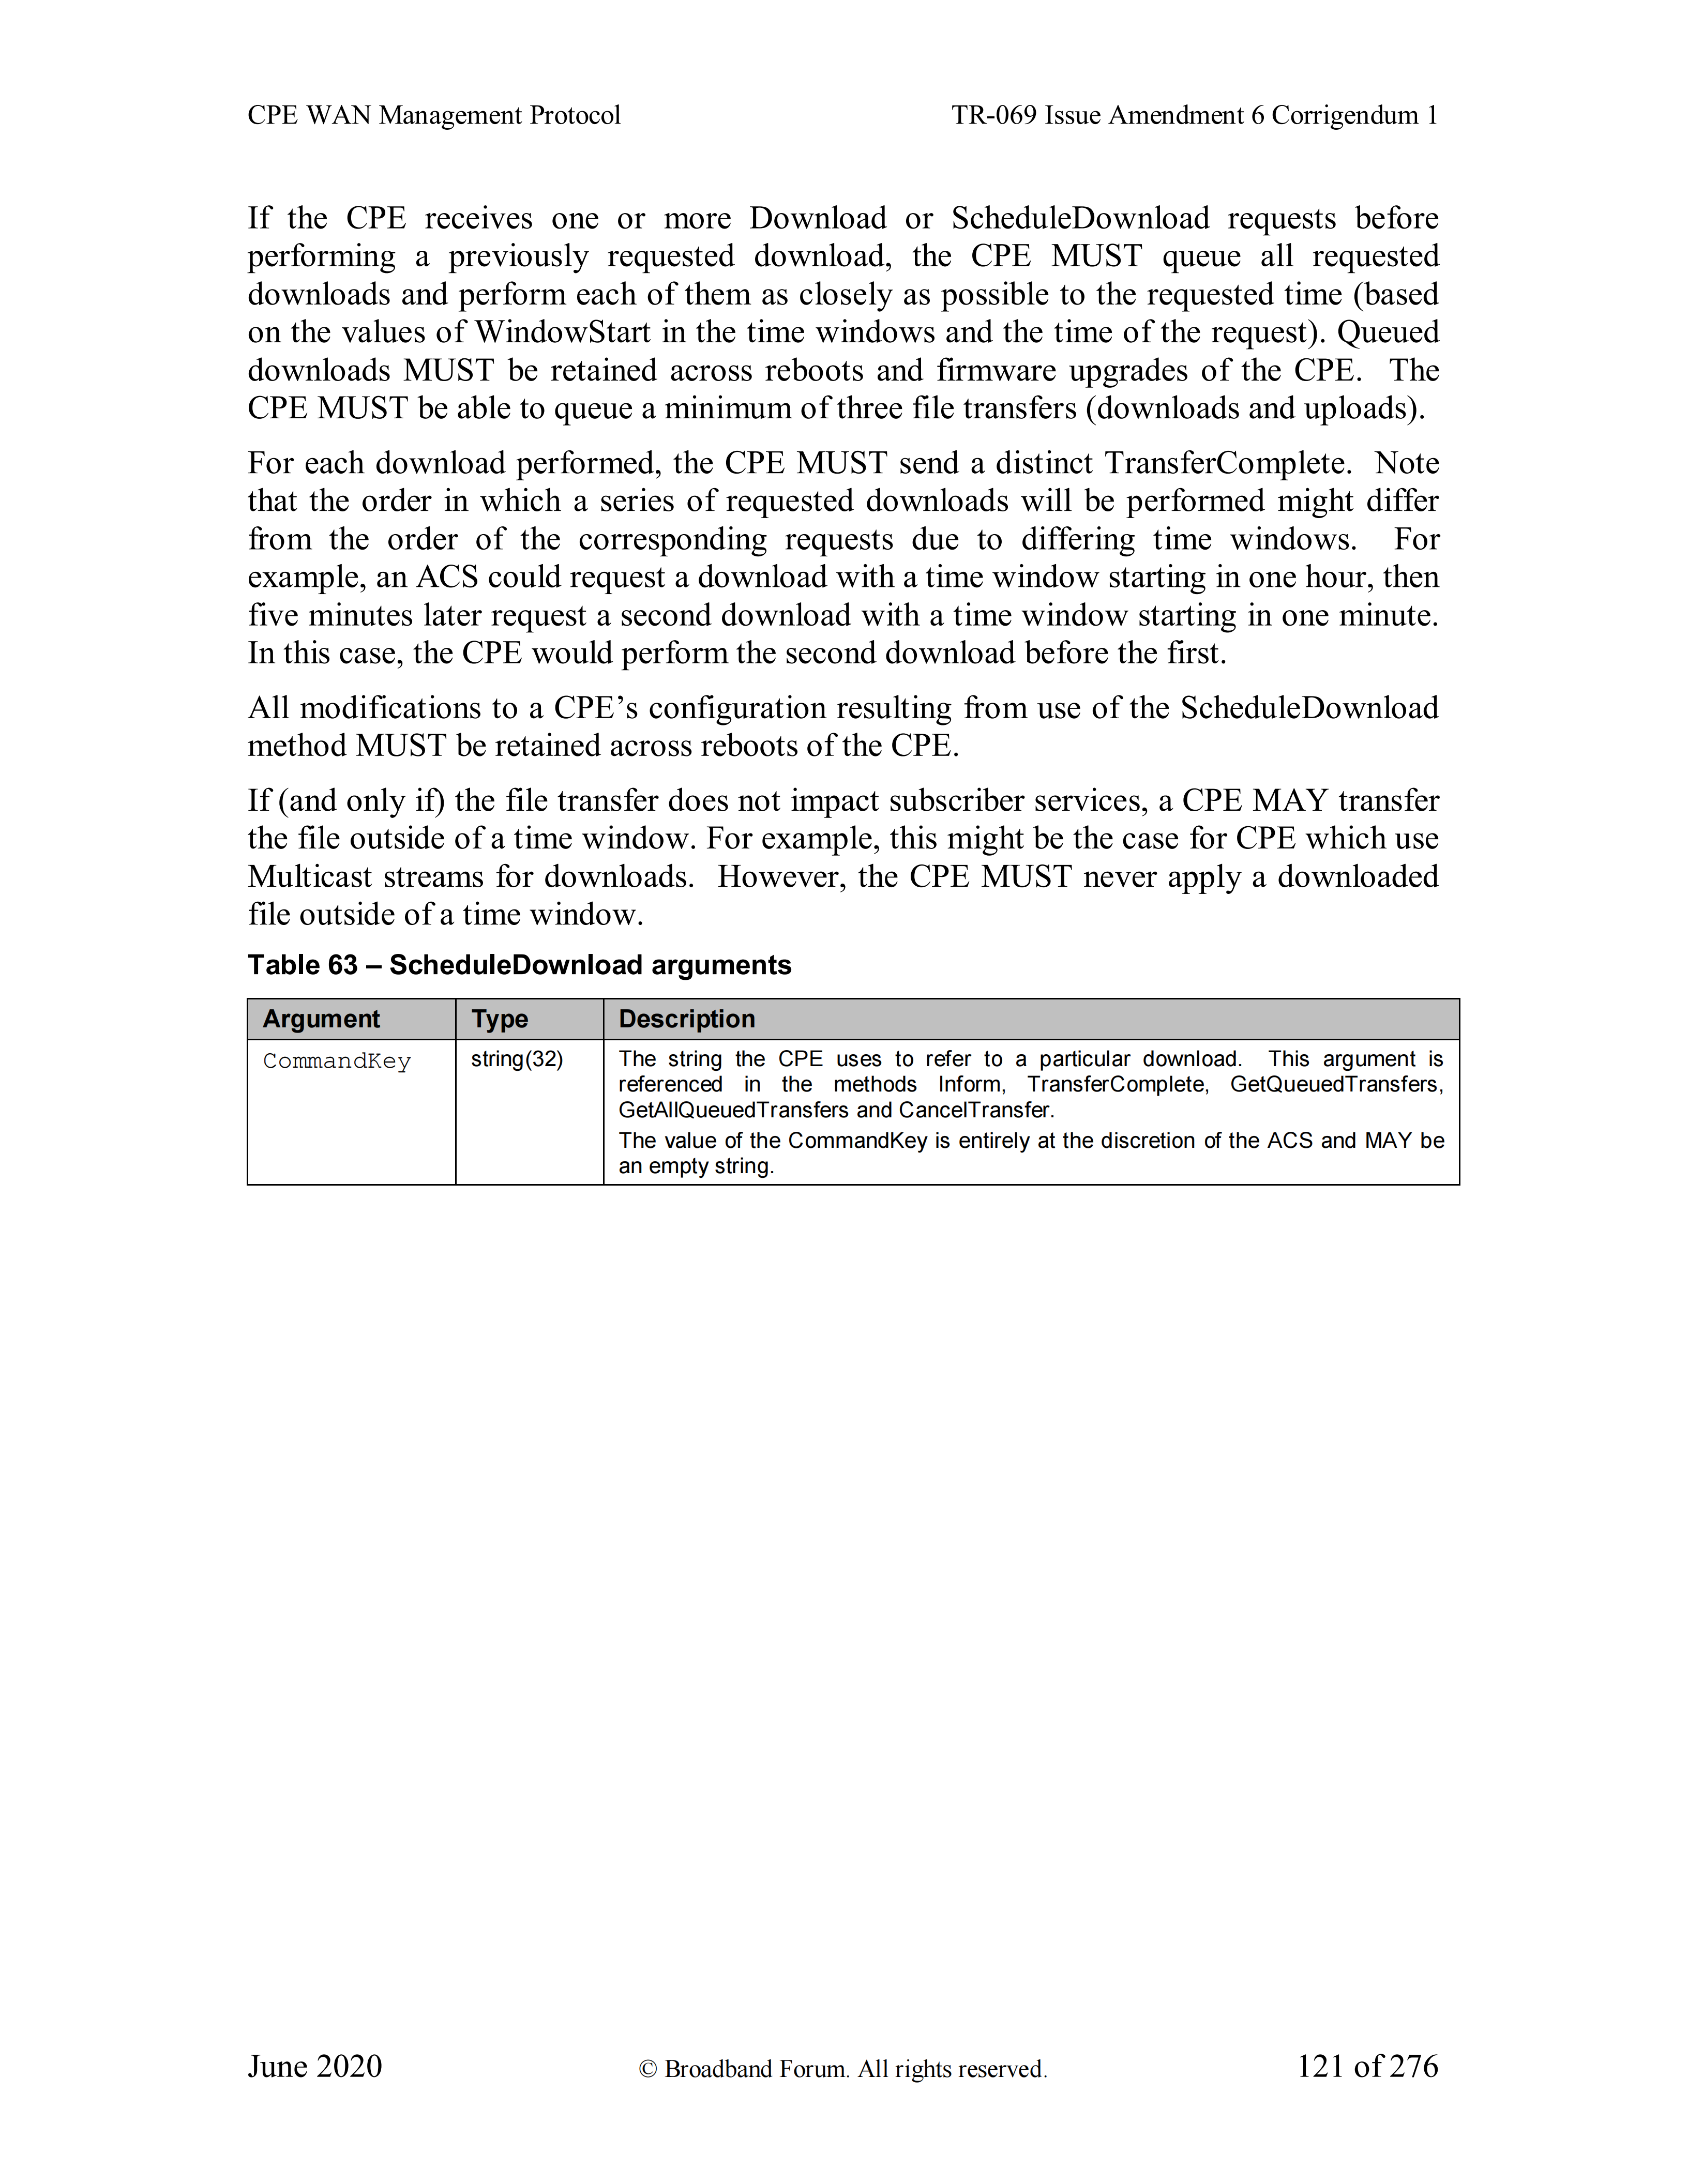 CPE WAN Management Protocol TR-069 Issue Amendment 6 Corrigendum 1
If the CPE receives one or more Download or ScheduleDownload requests before
performing a previously requested download, the CPE MUST queue all requested
downloads and perform each of them as closely as possible to the requested time (based
on the values of WindowStart in the time windows and the time of the request). Queued
downloads MUST be retained across reboots and firmware upgrades of the CPE. The
CPE MUST be able to queue a minimum of three file transfers (downloads and uploads).
For each download performed, the CPE MUST send a distinct TransferComplete. Note
that the order in which a series of requested downloads will be performed might differ
from the order of the corresponding requests due to differing time windows. For
example, an ACS could request a download with a time window starting in one hour, then
five minutes later request a second download with a time window starting in one minute.
In this case, the CPE would perform the second download before the first.
All modifications to a CPE’s configuration resulting from use of the ScheduleDownload
method MUST be retained across reboots of the CPE.
If (and only if) the file transfer does not impact subscriber services, a CPE MAY transfer
the file outside of a time window. For example, this might be the case for CPE which use
Multicast streams for downloads. However, the CPE MUST never apply a downloaded
file outside of a time window.
Table 63 – ScheduleDownload arguments
Argument Type Description
CommandKey string(32) The string the CPE uses to refer to a particular download. This argument is
referenced in the methods Inform, TransferComplete, GetQueuedTransfers,
GetAllQueuedTransfers and CancelTransfer.
The value of the CommandKey is entirely at the discretion of the ACS and MAY be
an empty string.
June 2020 © Broadband Forum. All rights reserved. 121 of 276